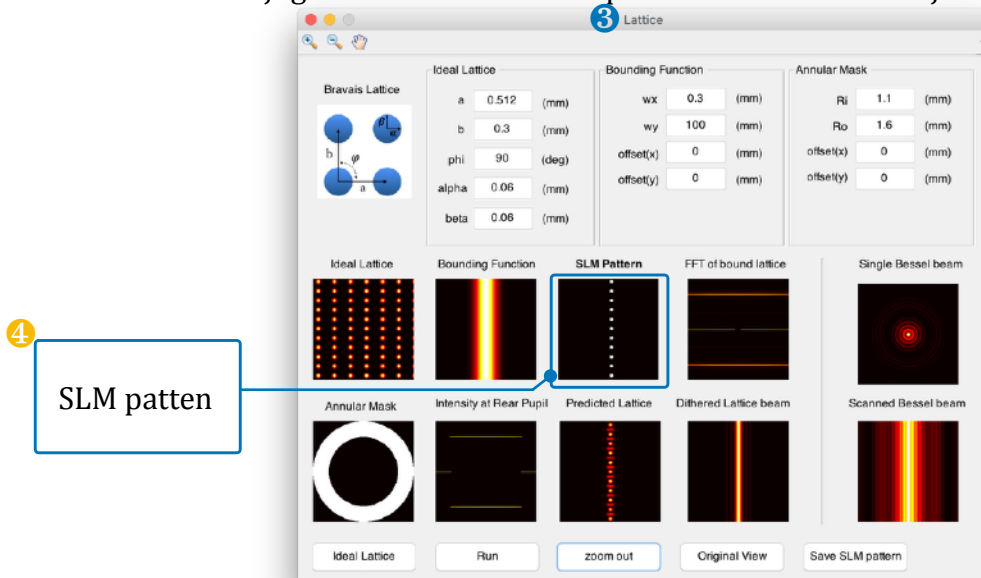 3 Lattice
Ideal Lattice
Bounding Function
Annular Mask
Bravais Lattice
b
φ
a
β
α
a 0.512 (mm)
b 0.3 (mm)
phi 90 (deg)
alpha 0.06 (mm)
beta 0.06 (mm)
wx 0.3 (mm)
wy 100 (mm)
offset(x) 0 (mm)
offset(y) 0 (mm)
Ri 1.1 (mm)
Ro 1.6 (mm)
offset(x) 0 (mm)
offset(y) 0 (mm)
Ideal Lattice
Bounding Function
SLM Pattern
FFT of bound lattice
Single Bessel beam
4
SLM patten
Annular Mask
Intensity at Rear Pupil
Predicted Lattice
Dithered Lattice beam
Scanned Bessel beam
Ideal Lattice
Run
zoom out
Original View
Save SLM pattern